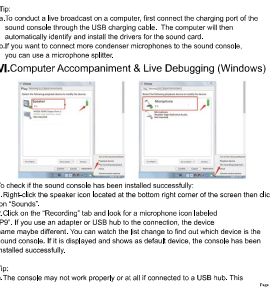 Tip:
a.To conduct a live broadcast on a computer, first connect the charging port of the
sound console through the USB charging cable. The computer will then
automatically identify and install the drivers for the sound card.
b.If you want to connect more condenser microphones to the sound console,
you can use a microphone splitter.
VI.Computer Accompaniment & Live Debugging (Windows)
Speakers
Microphone
To check if the sound console has been installed successfully:
.Right-click the speaker icon located at the bottom right corner of the screen then clic
on "Sounds".
.Click on the "Recording" tab and look for a microphone icon labeled
"P9". If you use an adapter or USB hub to the connection, the device
name maybe different. You can watch the list change to find out which device is the
sound console. If it is displayed and shows as default device, the console has been
installed successfully.
Tip:
.The console may not work properly or at all if connected to a USB hub. This
Page